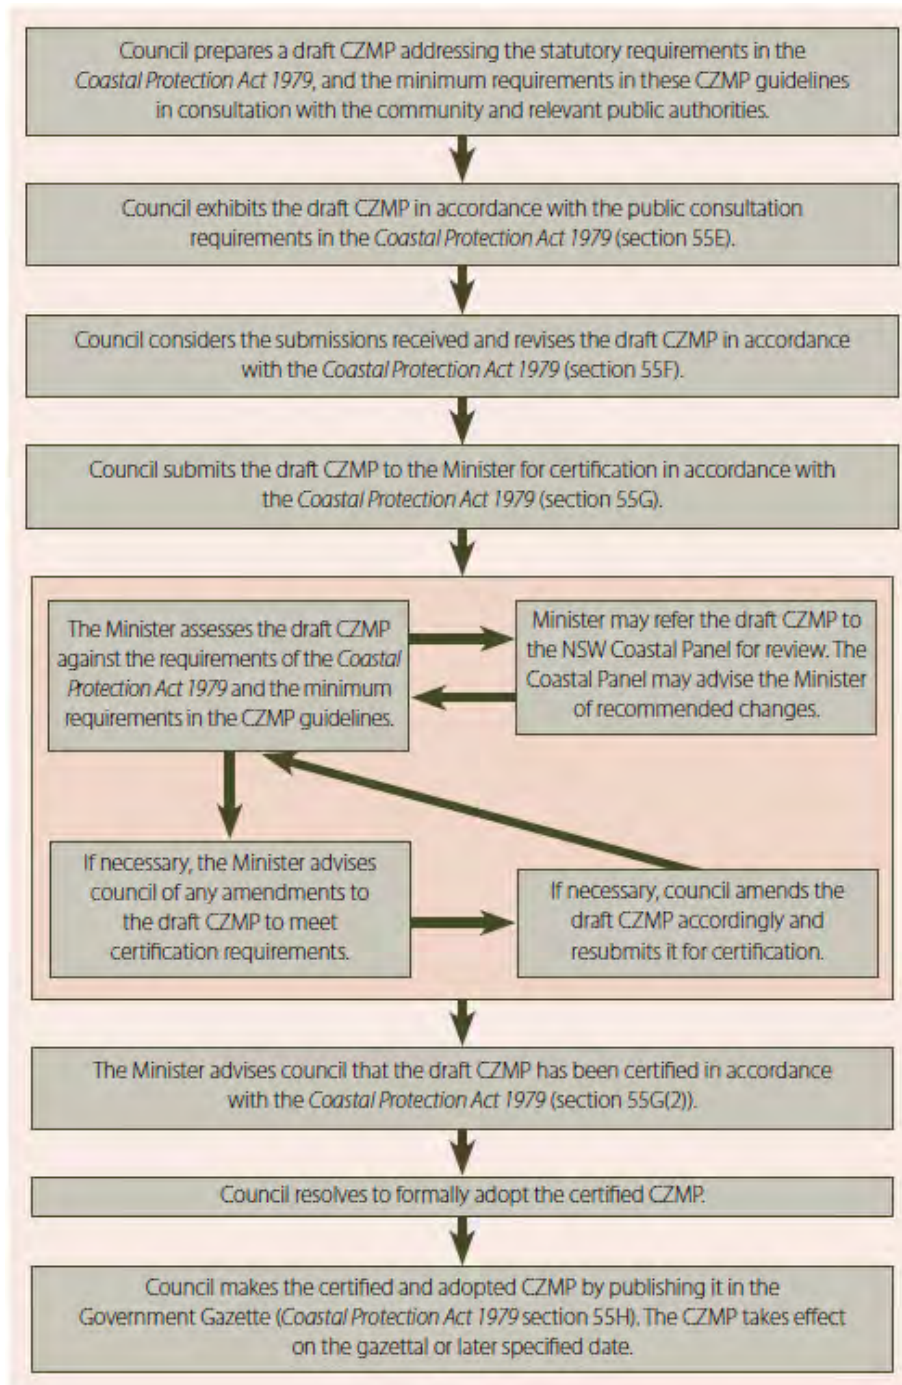 Council prepares a draft CZMP addressing the statutory requirements in the
Coastal Protection Act 1979, and the minimum requirements in these CZMP guidelines
in consultation with the community and relevant public authorities.
Council exhibits the draft CZMP in accordance with the public consultation
requirements in the Coastal Protection Act 1979 (section 55E).
Council considers the submissions received and revises the draft CZMP in accordance
with the Coastal Protection Act 1979 (section 55F).
Council submits the draft CZMP to the Minister for certification in accordance with
the Coastal Protection Act 1979 (section 55G).
The Minister assesses the draft CZMP
against the requirements of the Coastal
Protection Act 1979 and the minimum
requirements in the CZMP guidelines.
Minister may refer the draft CZMP to
the NSW Coastal Panel for review. The
Coastal Panel may advise the Minister
of recommended changes.
If necessary, the Minister advises
council of any amendments to
the draft CZMP to meet
certification requirements.
If necessary, council amends the
draft CZMP accordingly and
resubmits it for certification.
The Minister advises council that the draft CZMP has been certified in accordance
with the Coastal Protection Act 1979 (section 55G(2)).
Council resolves to formally adopt the certified CZMP.
Council makes the certified and adopted CZMP by publishing it in the
Government Gazette (Coastal Protection Act 1979 section 55H). The CZMP takes effect
on the gazettal or later specified date.